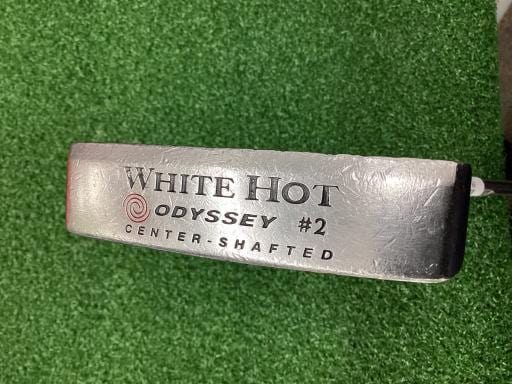 WHITE HOT
ODYSSEY #2
CENTER-SHAFTED